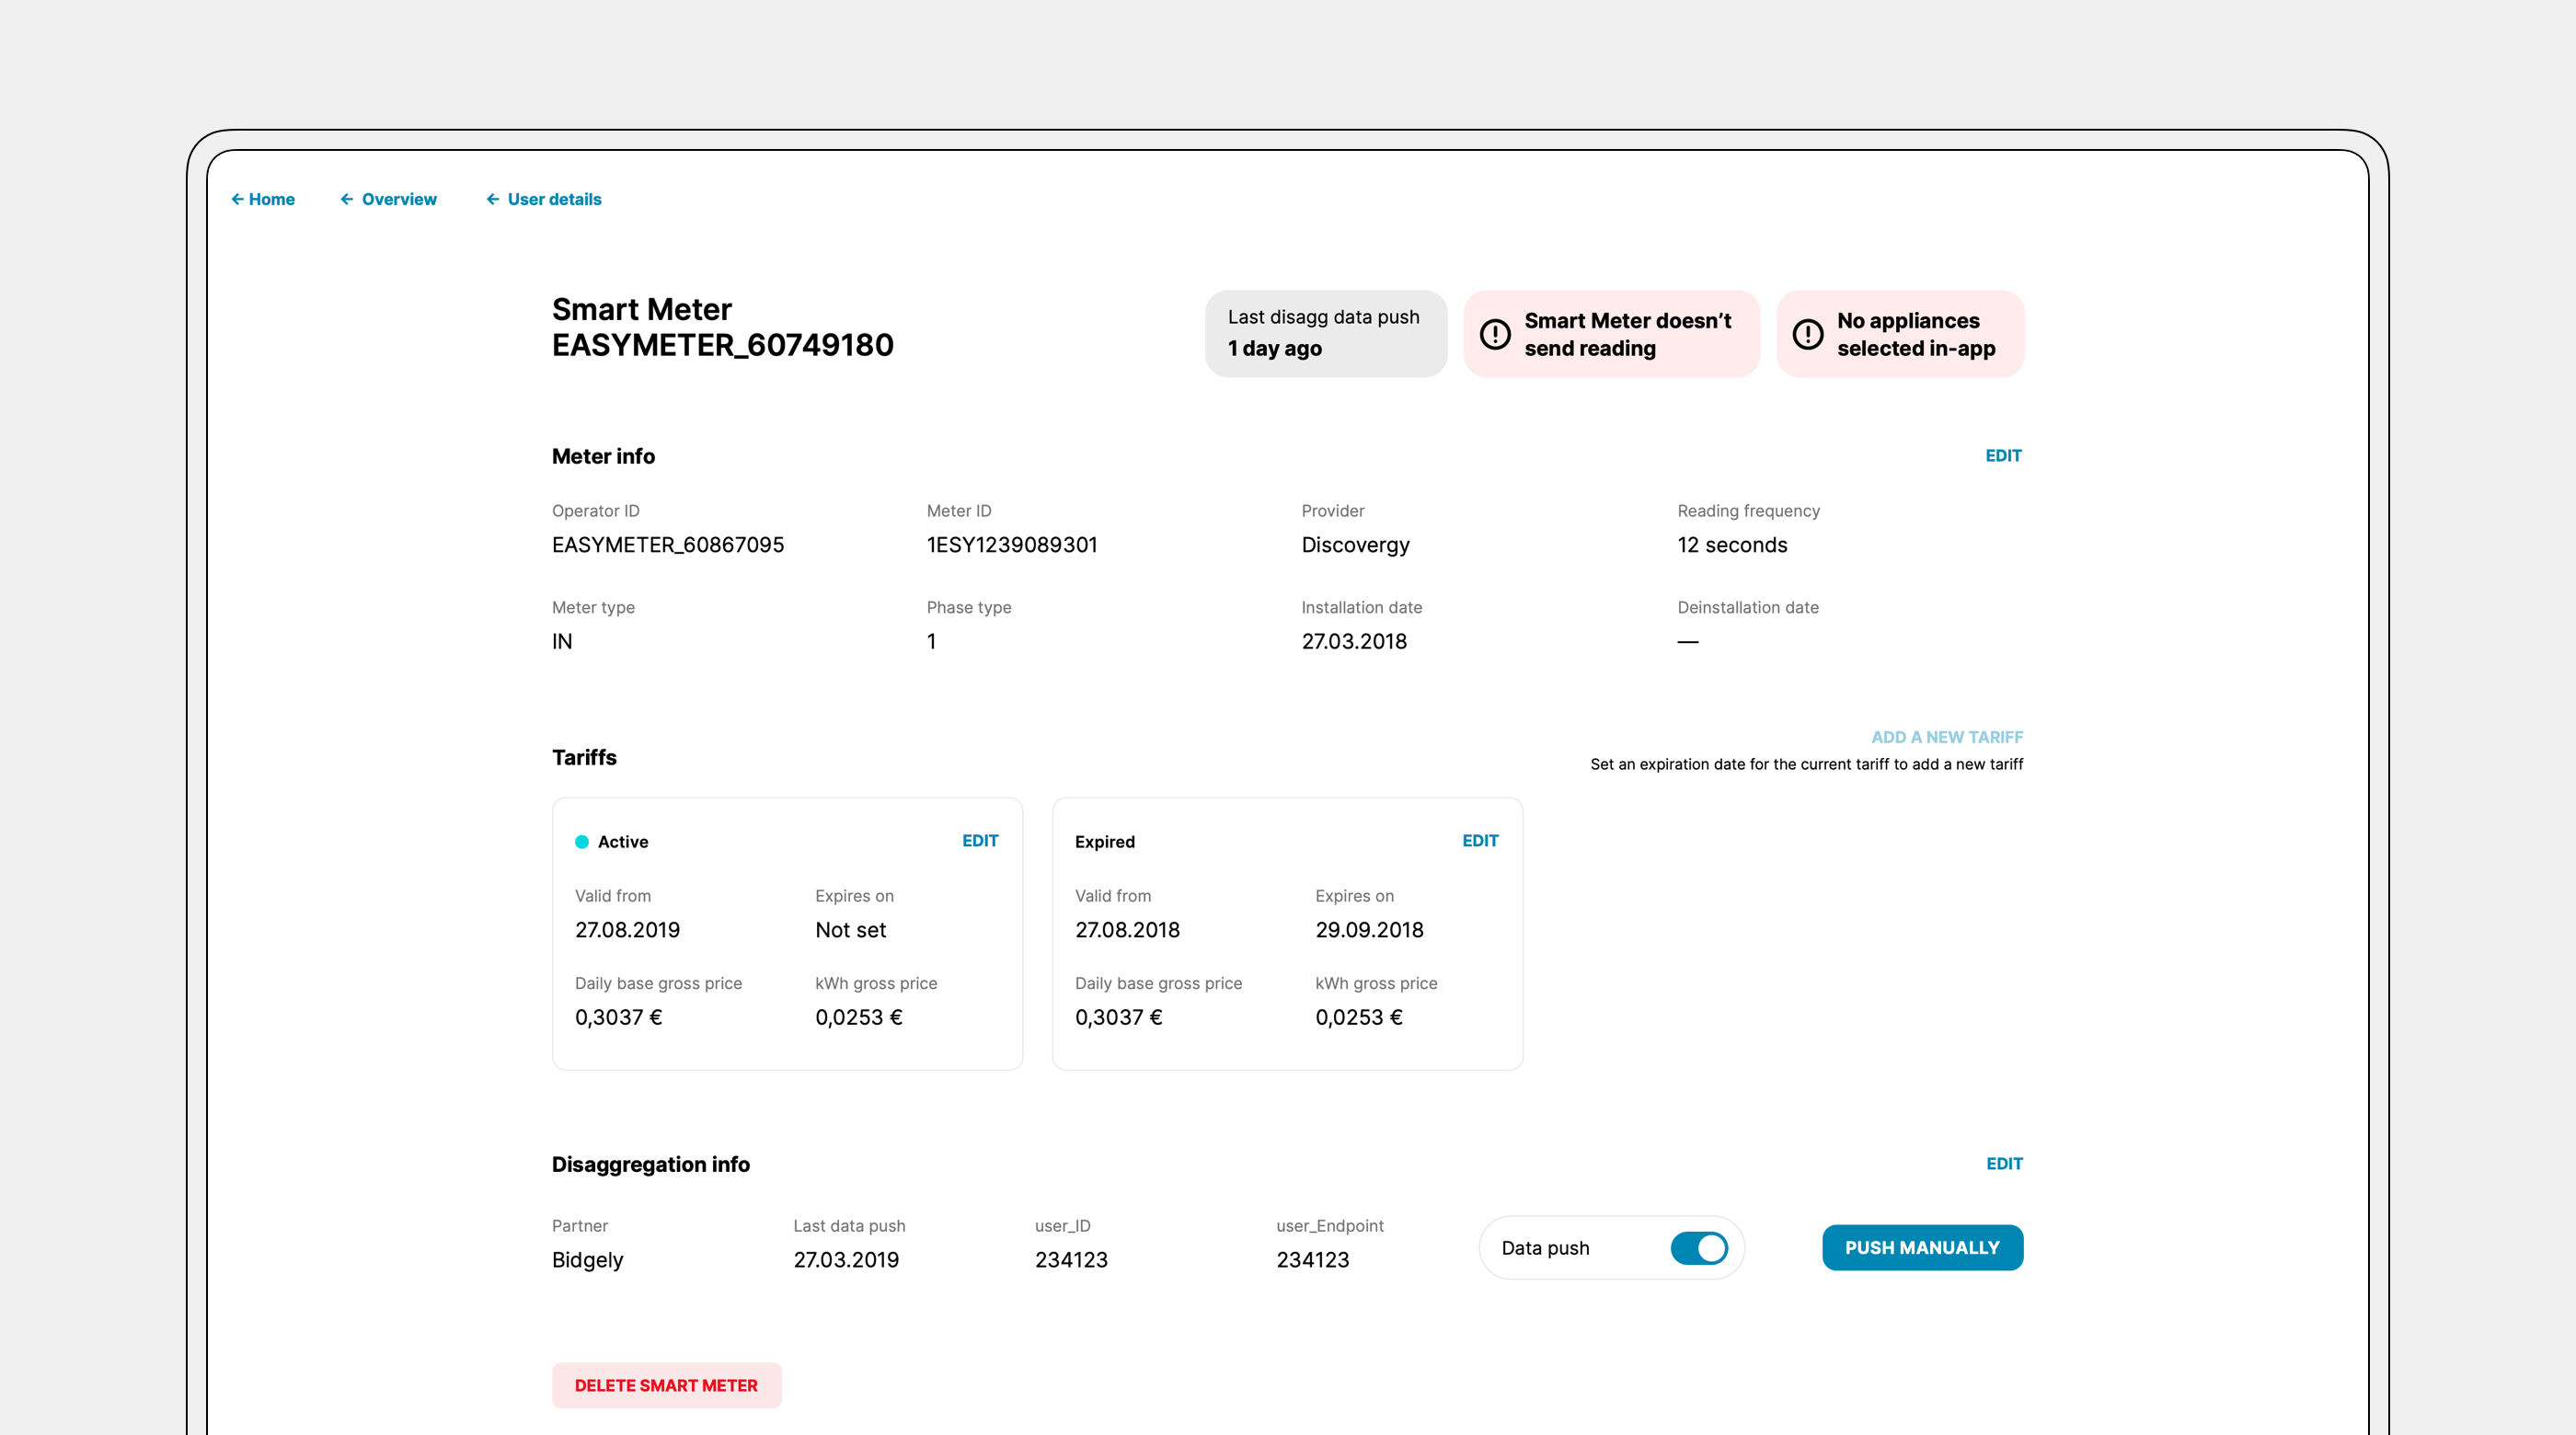 ← Home
← Overview
← User details
Smart Meter
EASYMETER_60749180
Last disagg data push
1 day ago
Smart Meter doesn’t
send reading
No appliances
selected in-app
Meter info
EDIT
Operator ID
Meter ID
Provider
Reading frequency
EASYMETER_60867095
1ESY1239089301
Discovergy
12 seconds
Meter type
Phase type
Installation date
Deinstallation date
IN
1
27.03.2018
—
Tariffs
ADD A NEW TARIFF
Set an expiration date for the current tariff to add a new tariff
Active
EDIT
Valid from
Expires on
27.08.2019
Not set
Daily base gross price
kWh gross price
0,3037 €
0,0253 €
Expired
EDIT
Valid from
Expires on
27.08.2018
29.09.2018
Daily base gross price
kWh gross price
0,3037 €
0,0253 €
Disaggregation info
EDIT
Partner
Last data push
user_ID
user_Endpoint
Bidgely
27.03.2019
234123
234123
Data push
PUSH MANUALLY
DELETE SMART METER